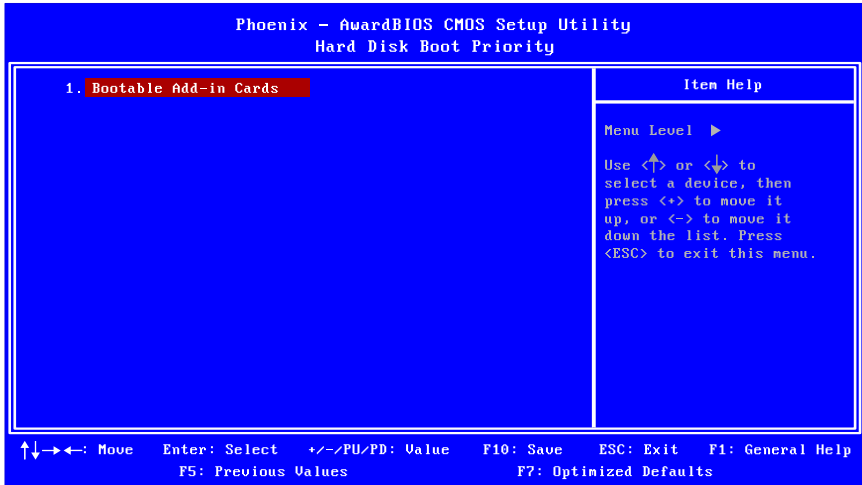 Phoenix – AwardBIOS CMOS Setup Utility
Hard Disk Boot Priority
1. Bootable Add-in Cards
Item Help
Menu Level ▶
Use <↑> or <↓> to
select a device, then
press <+> to move it
up, or <-> to move it
down the list. Press
<ESC> to exit this menu.
↑↓→←: Move Enter: Select +/-/PU/PD: Value F10: Save ESC: Exit F1: General Help
F5: Previous Values F7: Optimized Defaults